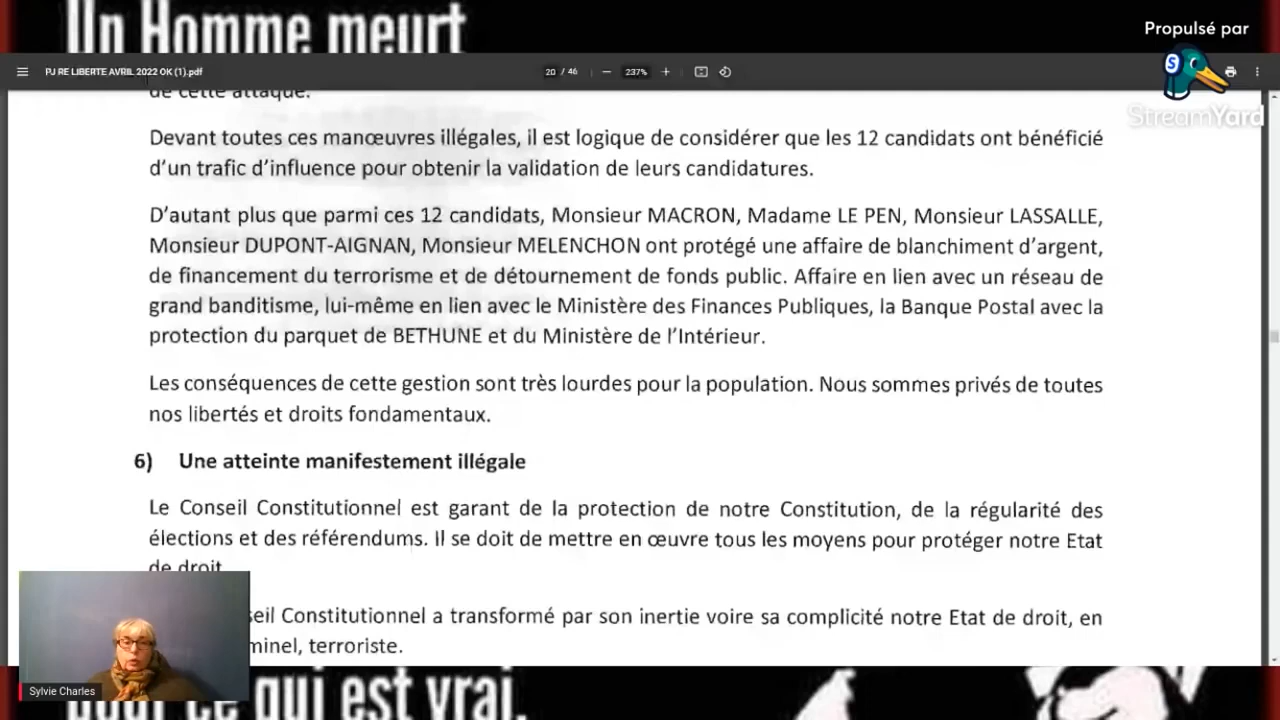 Un Homme meurt
Propulsé par
PJ RE LIBERTE AVRIL 2022 OK (1).pdf
20 / 46
237%
StreamYard
de cette attaque.
Devant toutes ces manœuvres illégales, il est logique de considérer que les 12 candidats ont bénéficié
d’un trafic d’influence pour obtenir la validation de leurs candidatures.
D’autant plus que parmi ces 12 candidats, Monsieur MACRON, Madame LE PEN, Monsieur LASSALLE,
Monsieur DUPONT-AIGNAN, Monsieur MELENCHON ont protégé une affaire de blanchiment d’argent,
de financement du terrorisme et de détournement de fonds public. Affaire en lien avec un réseau de
grand banditisme, lui-même en lien avec le Ministère des Finances Publiques, la Banque Postal avec la
protection du parquet de BETHUNE et du Ministère de l’Intérieur.
Les conséquences de cette gestion sont très lourdes pour la population. Nous sommes privés de toutes
nos libertés et droits fondamentaux.
6) Une atteinte manifestement illégale
Le Conseil Constitutionnel est garant de la protection de notre Constitution, de la régularité des
élections et des référendums. Il se doit de mettre en œuvre tous les moyens pour protéger notre Etat
de droit
seil Constitutionnel a transformé par son inertie voire sa complicité notre Etat de droit, en
minel, terroriste.
Sylvie Charles
pour ce qui est vrai.